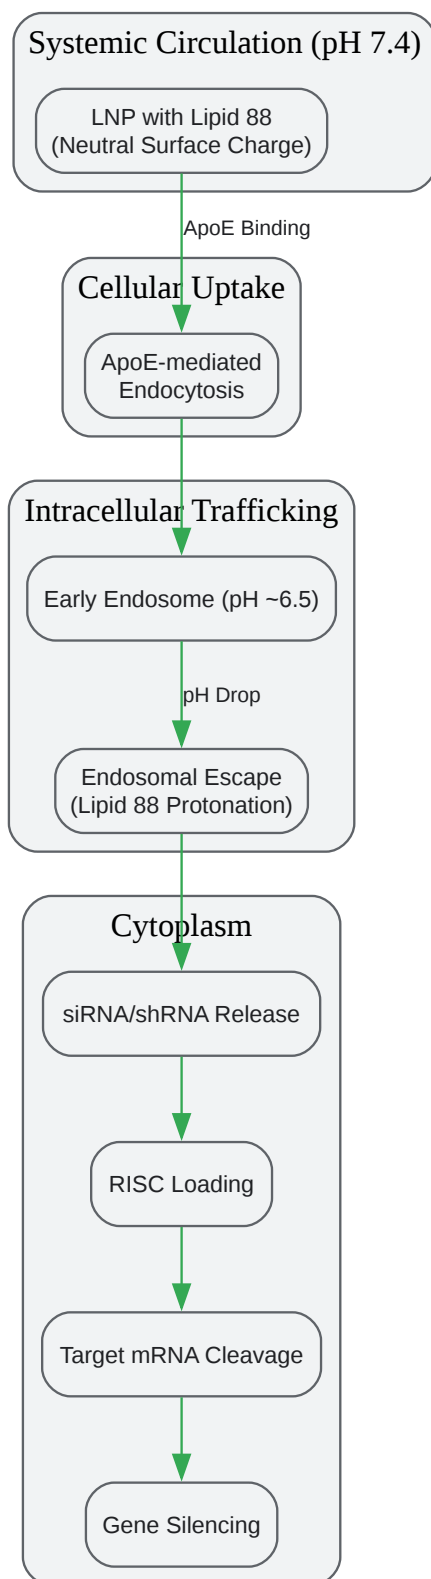 Systemic Circulation (pH 7.4)
LNP with Lipid 88
(Neutral Surface Charge)
ApoE Binding
Cellular Uptake
ApoE-mediated
Endocytosis
Intracellular Trafficking
Early Endosome (pH ~6.5)
pH Drop
Endosomal Escape
(Lipid 88 Protonation)
Cytoplasm
siRNA/shRNA Release
RISC Loading
Target mRNA Cleavage
Gene Silencing